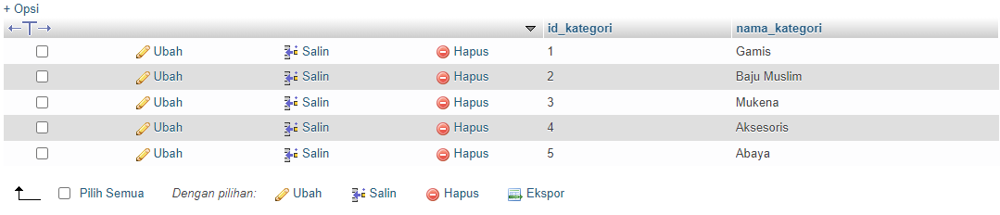 + Opsi
id_kategori nama_kategori
Ubah Salin Hapus 1 Gamis
Ubah Salin Hapus 2 Baju Muslim
Ubah Salin Hapus 3 Mukena
Ubah Salin Hapus 4 Aksesoris
Ubah Salin Hapus 5 Abaya
Pilih Semua Dengan pilihan: Ubah Salin Hapus Ekspor